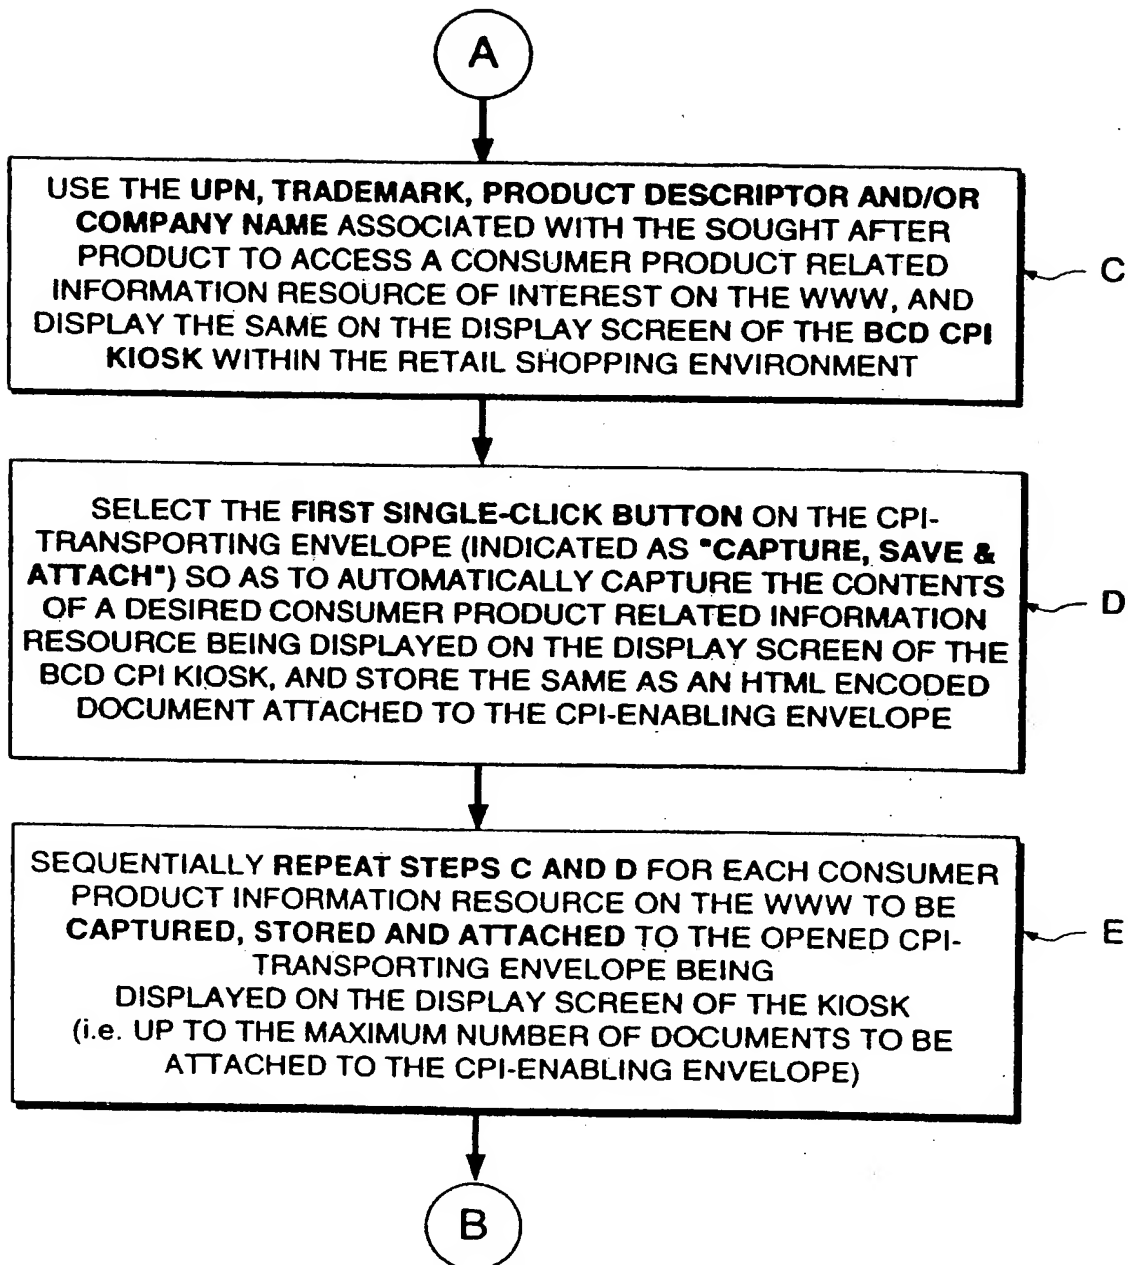 A
USE THE UPN, TRADEMARK, PRODUCT DESCRIPTOR AND/OR
COMPANY NAME ASSOCIATED WITH THE SOUGHT AFTER
PRODUCT TO ACCESS A CONSUMER PRODUCT RELATED
INFORMATION RESOURCE OF INTEREST ON THE WWW, AND
DISPLAY THE SAME ON THE DISPLAY SCREEN OF THE BCD CPI
KIOSK WITHIN THE RETAIL SHOPPING ENVIRONMENT
C
SELECT THE FIRST SINGLE-CLICK BUTTON ON THE CPI-
TRANSPORTING ENVELOPE (INDICATED AS "CAPTURE, SAVE &
ATTACH") SO AS TO AUTOMATICALLY CAPTURE THE CONTENTS
OF A DESIRED CONSUMER PRODUCT RELATED INFORMATION
RESOURCE BEING DISPLAYED ON THE DISPLAY SCREEN OF THE
BCD CPI KIOSK, AND STORE THE SAME AS AN HTML ENCODED
DOCUMENT ATTACHED TO THE CPI-ENABLING ENVELOPE
D
SEQUENTIALLY REPEAT STEPS C AND D FOR EACH CONSUMER
PRODUCT INFORMATION RESOURCE ON THE WWW TO BE
CAPTURED, STORED AND ATTACHED TO THE OPENED CPI-
TRANSPORTING ENVELOPE BEING
DISPLAYED ON THE DISPLAY SCREEN OF THE KIOSK
(i.e. UP TO THE MAXIMUM NUMBER OF DOCUMENTS TO BE
ATTACHED TO THE CPI-ENABLING ENVELOPE)
E
B